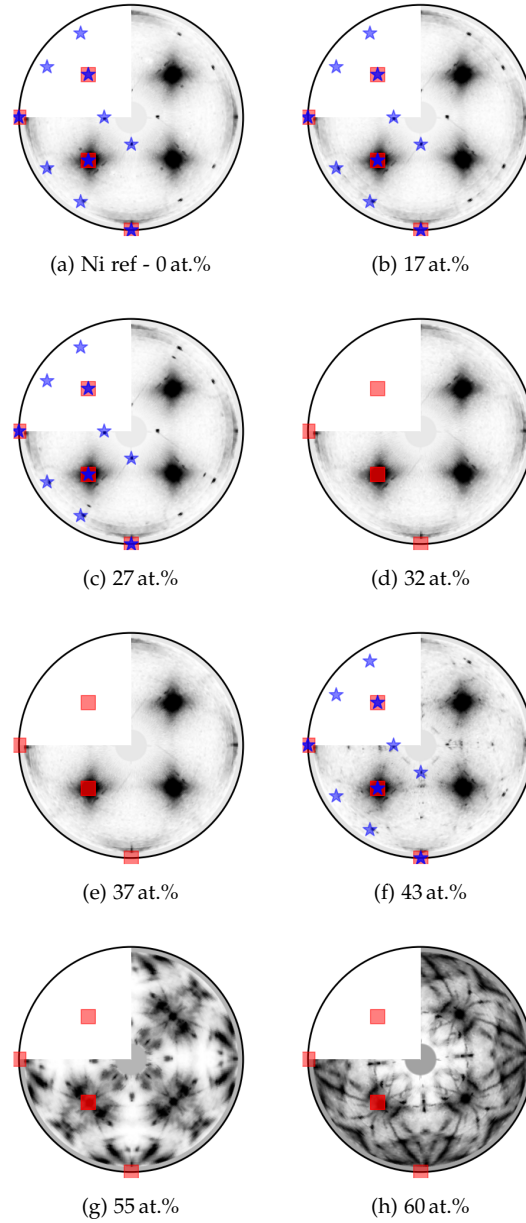 (a) Ni ref - 0 at.%
(b) 17 at.%
(c) 27 at.%
(d) 32 at.%
(e) 37 at.%
(f) 43 at.%
(g) 55 at.%
(h) 60 at.%